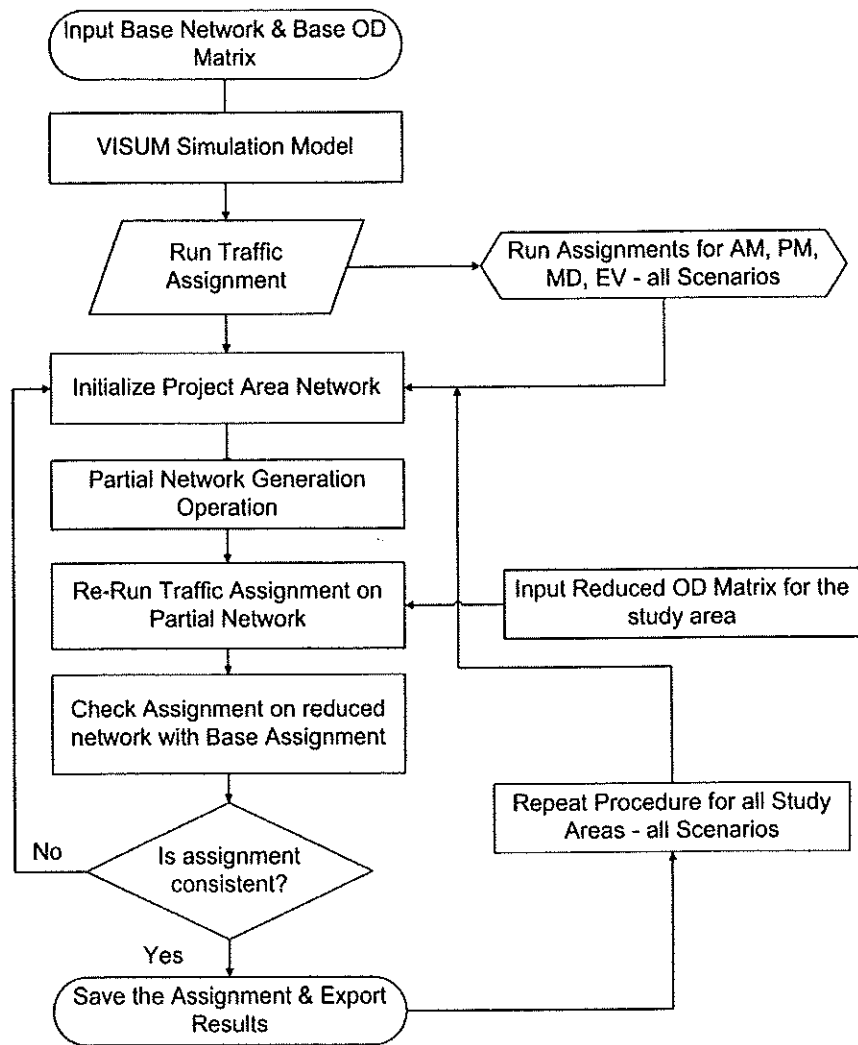 Input Base Network & Base OD
Matrix
VISUM Simulation Model
Run Traffic
Assignment
Run Assignments for AM, PM,
MD, EV - all Scenarios
Initialize Project Area Network
Partial Network Generation
Operation
Re-Run Traffic Assignment on
Partial Network
Input Reduced OD Matrix for the
study area
Check Assignment on reduced
network with Base Assignment
Repeat Procedure for all Study
Areas - all Scenarios
No
Is assignment
consistent?
Yes
Save the Assignment & Export
Results